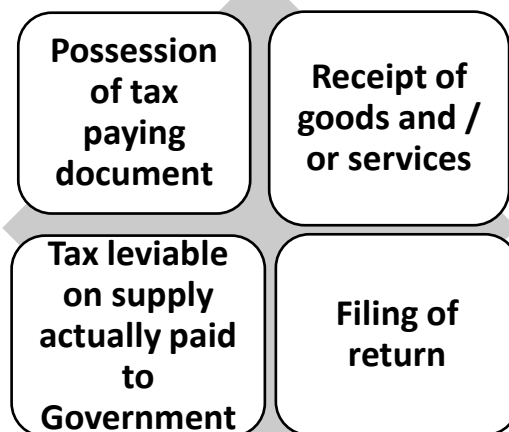 Possession
of tax
paying
document
Receipt of
goods and /
or services
Tax leviable
on supply
actually paid
to
Government
Filing of
return